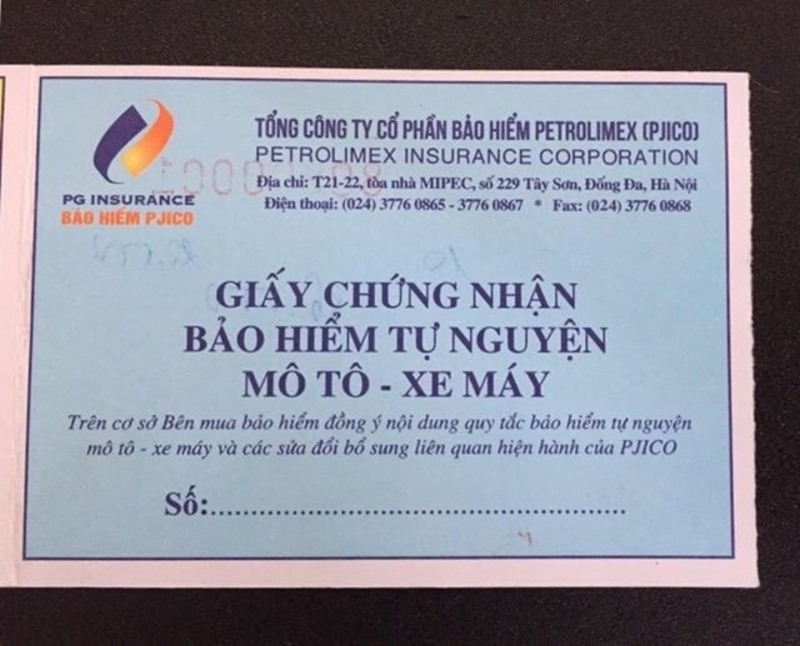 TỔNG CÔNG TY CỔ PHẦN BẢO HIỂM PETROLIMEX (PJICO)
PETROLIMEX INSURANCE CORPORATION
Địa chỉ: T21-22, tòa nhà MIPEC, số 229 Tây Sơn, Đống Đa, Hà Nội
Điện thoại: (024) 3776 0865 - 3776 0867 * Fax: (024) 3776 0868
PG INSURANCE
BẢO HIỂM PJICO
GIẤY CHỨNG NHẬN
BẢO HIỂM TỰ NGUYỆN
MÔ TÔ - XE MÁY
Trên cơ sở Bên mua bảo hiểm đồng ý nội dung quy tắc bảo hiểm tự nguyện
mô tô - xe máy và các sửa đổi bổ sung liên quan hiện hành của PJICO
Số:....................................................